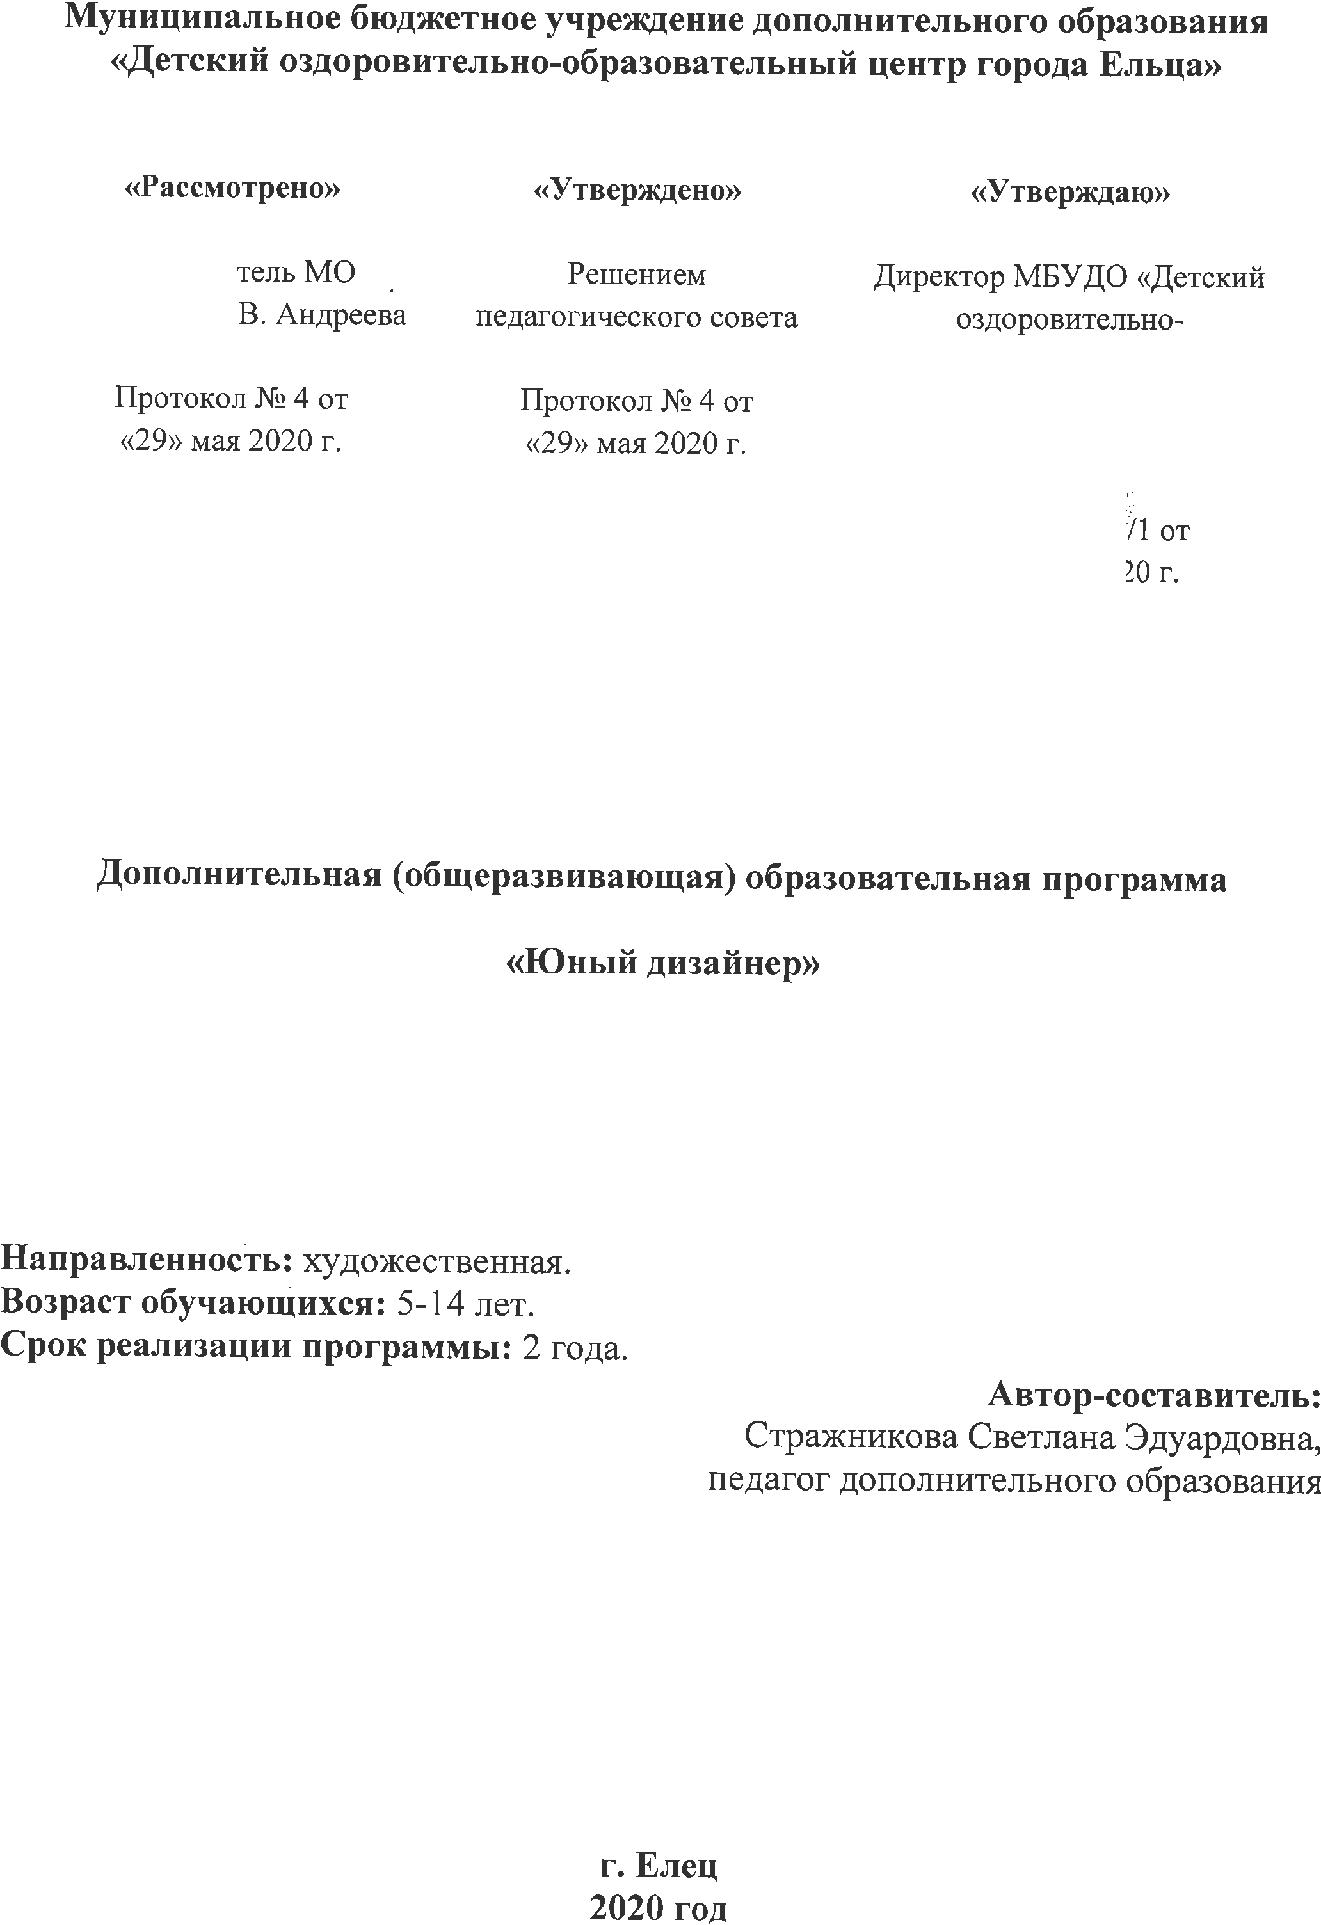 Муниципальное бюджетное учреждение дополнительного образования
«Детский оздоровительно-образовательный центр города Ельца»
«Рассмотрено»
тель МО
В. Андреева
Протокол № 4 от
«29» мая 2020 г.
«Утверждено»
Решением
педагогического совета
Протокол № 4 от
«29» мая 2020 г.
«Утверждаю»
Директор МБУДО «Детский
оздоровительно-
/1 от
20 г.
Дополнительная (общеразвивающая) образовательная программа
«Юный дизайнер»
Направленность: художественная.
Возраст обучающихся: 5-14 лет.
Срок реализации программы: 2 года.
Автор-составитель:
Стражникова Светлана Эдуардовна,
педагог дополнительного образования
г. Елец
2020 год